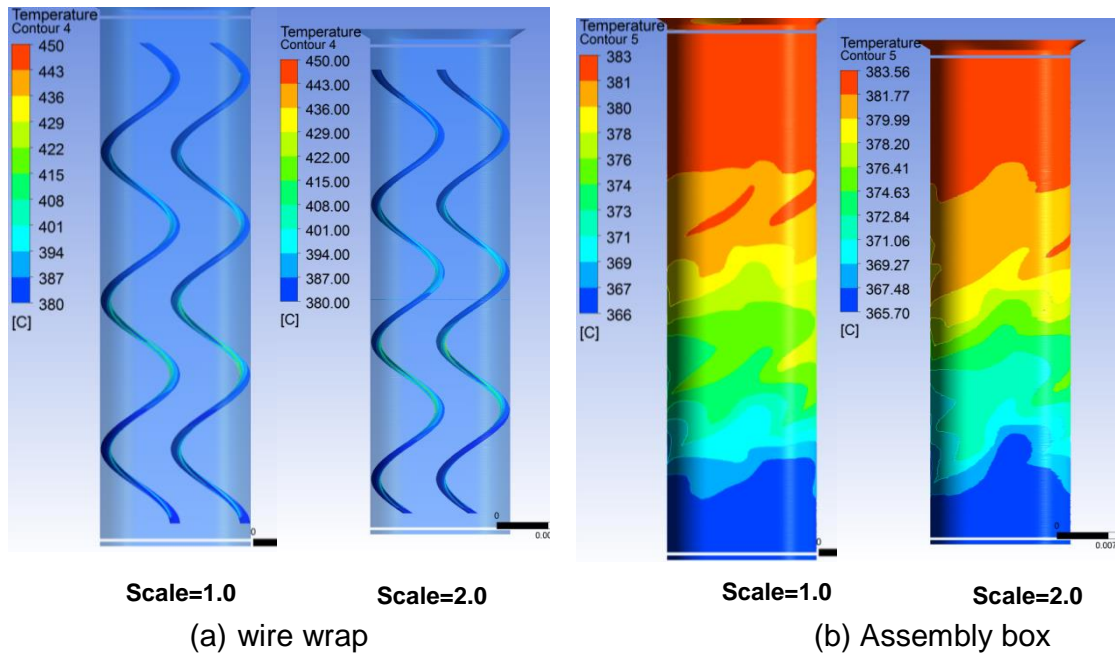 Temperature
Contour 4
450
443
436
429
422
415
408
401
394
387
380
[C]
0
Temperature
Contour 4
450.00
443.00
436.00
429.00
422.00
415.00
408.00
401.00
394.00
387.00
380.00
[C]
0
0.00
Temperature
Contour 5
383
381
380
378
376
374
373
371
369
367
366
[C]
0
Temperature
Contour 5
383.56
381.77
379.99
378.20
376.41
374.63
372.84
371.06
369.27
367.48
365.70
[C]
0
0.007
Scale=1.0
Scale=2.0
Scale=1.0
Scale=2.0
(a) wire wrap
(b) Assembly box